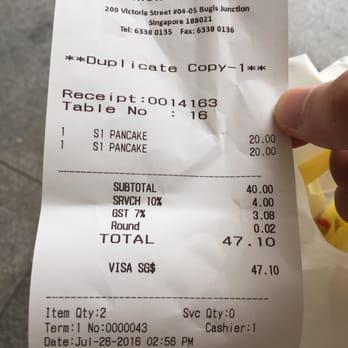 200 Victoria Street #04-05 Bugis Junction
Singapore 188021
Tel: 6338 0135 Fax: 6338 0136
**Duplicate Copy-1**
Receipt:0014163
Table No : 16
1 S1 PANCAKE 20.00
1 S1 PANCAKE 20.00
SUBTOTAL 40.00
SRVCH 10% 4.00
GST 7% 3.08
Round 0.02
TOTAL 47.10
VISA SG$ 47.10
Item Qty:2 Svc Qty:0
Term:1 No:0000043 Cashier:1
Date:Jul-26-2016 02:56 PM